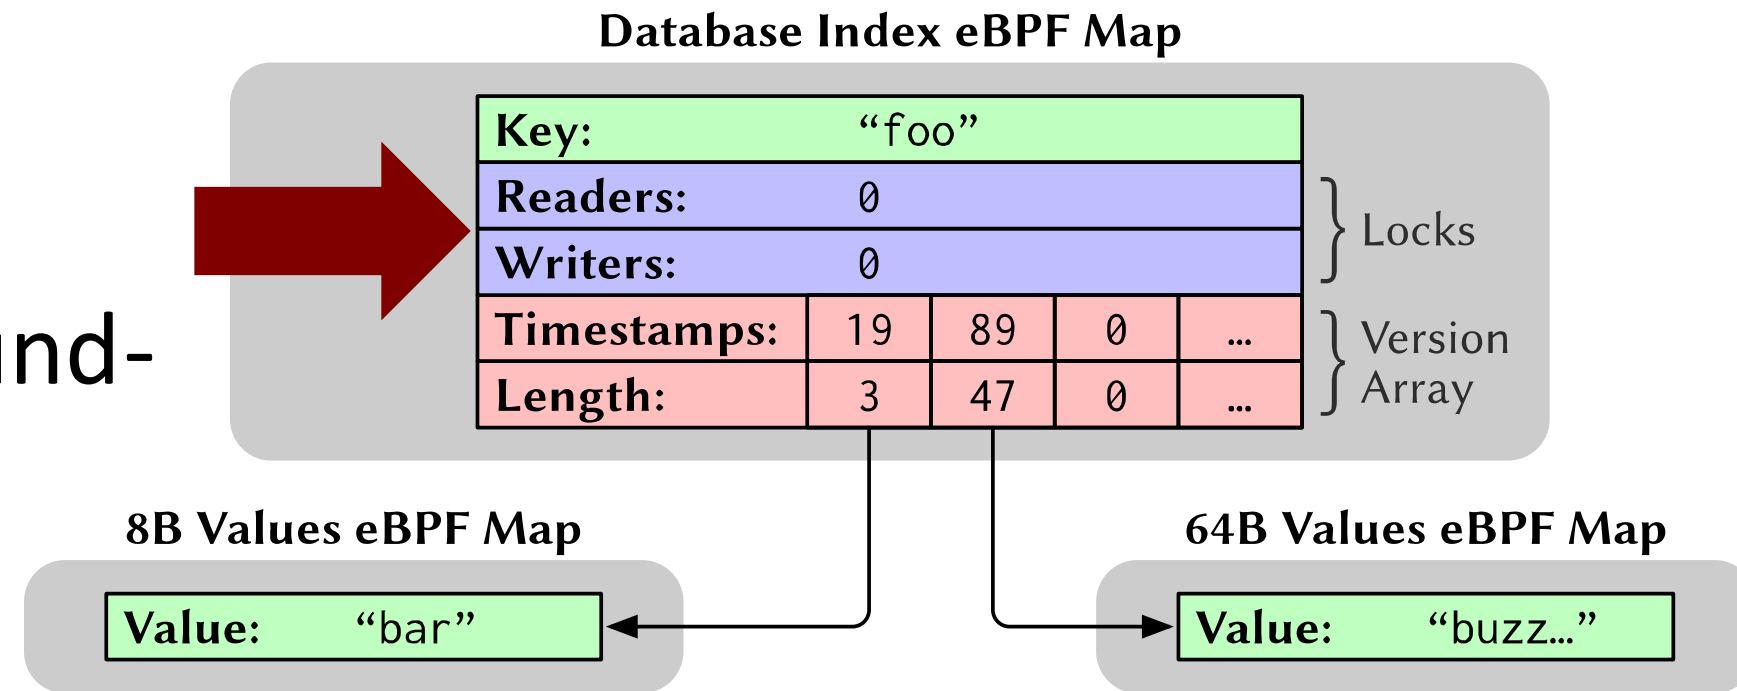 Database Index eBPF Map
Key: “foo”
Readers: 0
Writers: 0
Locks
Timestamps: 19 89 0 …
Length: 3 47 0 …
Version
Array
und-
8B Values eBPF Map
Value: “bar”
64B Values eBPF Map
Value: “buzz…”